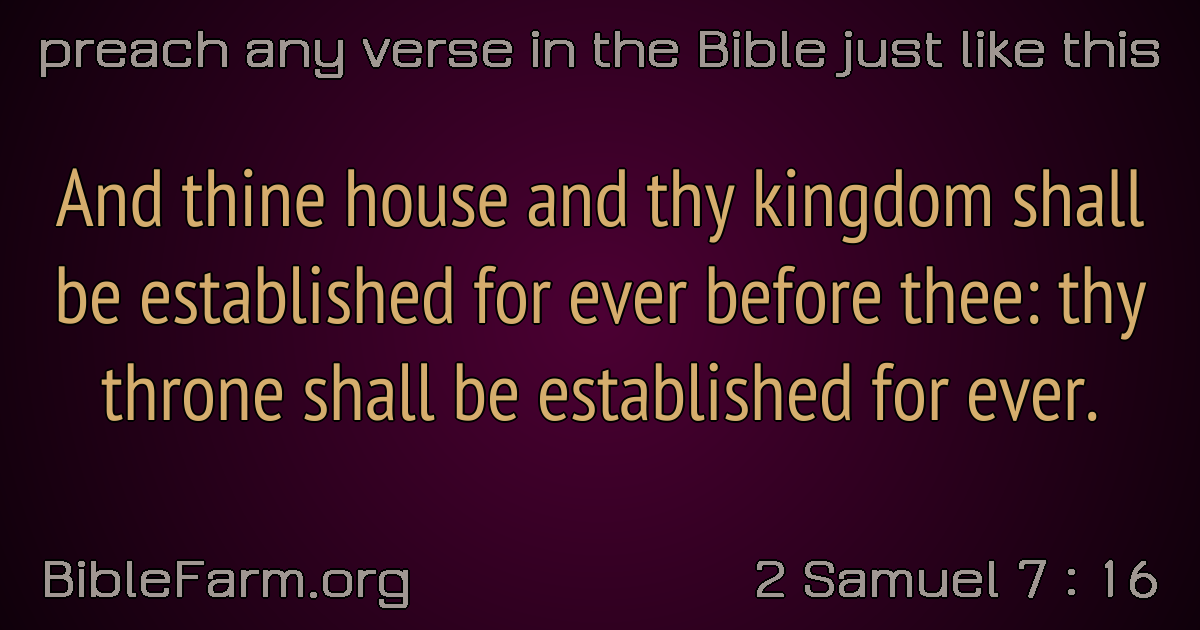 preach any verse in the Bible just like this
And thine house and thy kingdom shall
be established for ever before thee: thy
throne shall be established for ever.
BibleFarm.org
2 Samuel 7 : 16